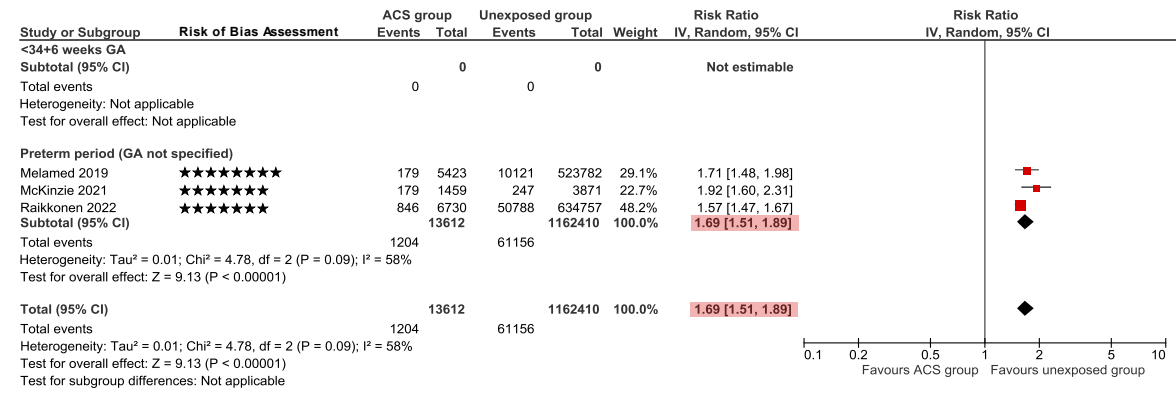 ACS group Unexposed group Risk Ratio Risk Ratio
Study or Subgroup Risk of Bias Assessment Events Total Events Total Weight IV, Random, 95% CI IV, Random, 95% CI
<34+6 weeks GA
Subtotal (95% CI) 0 0 Not estimable
Total events 0 0
Heterogeneity: Not applicable
Test for overall effect: Not applicable
Preterm period (GA not specified)
Melamed 2019 ★★★★★★★★ 179 5423 10121 523782 29.1% 1.71 [1.48, 1.98]
McKinzie 2021 ★★★★★★★ 179 1459 247 3871 22.7% 1.92 [1.60, 2.31]
Raikkonen 2022 ★★★★★★★ 846 6730 50788 634757 48.2% 1.57 [1.47, 1.67]
Subtotal (95% CI) 13612 1162410 100.0% 1.69 [1.51, 1.89]
Total events 1204 61156
Heterogeneity: Tau² = 0.01; Chi² = 4.78, df = 2 (P = 0.09); I² = 58%
Test for overall effect: Z = 9.13 (P < 0.00001)
Total (95% CI) 13612 1162410 100.0% 1.69 [1.51, 1.89]
Total events 1204 61156
Heterogeneity: Tau² = 0.01; Chi² = 4.78, df = 2 (P = 0.09); I² = 58%
Test for overall effect: Z = 9.13 (P < 0.00001)
Test for subgroup differences: Not applicable
0.1 0.2 0.5 1 2 5 10
Favours ACS group Favours unexposed group